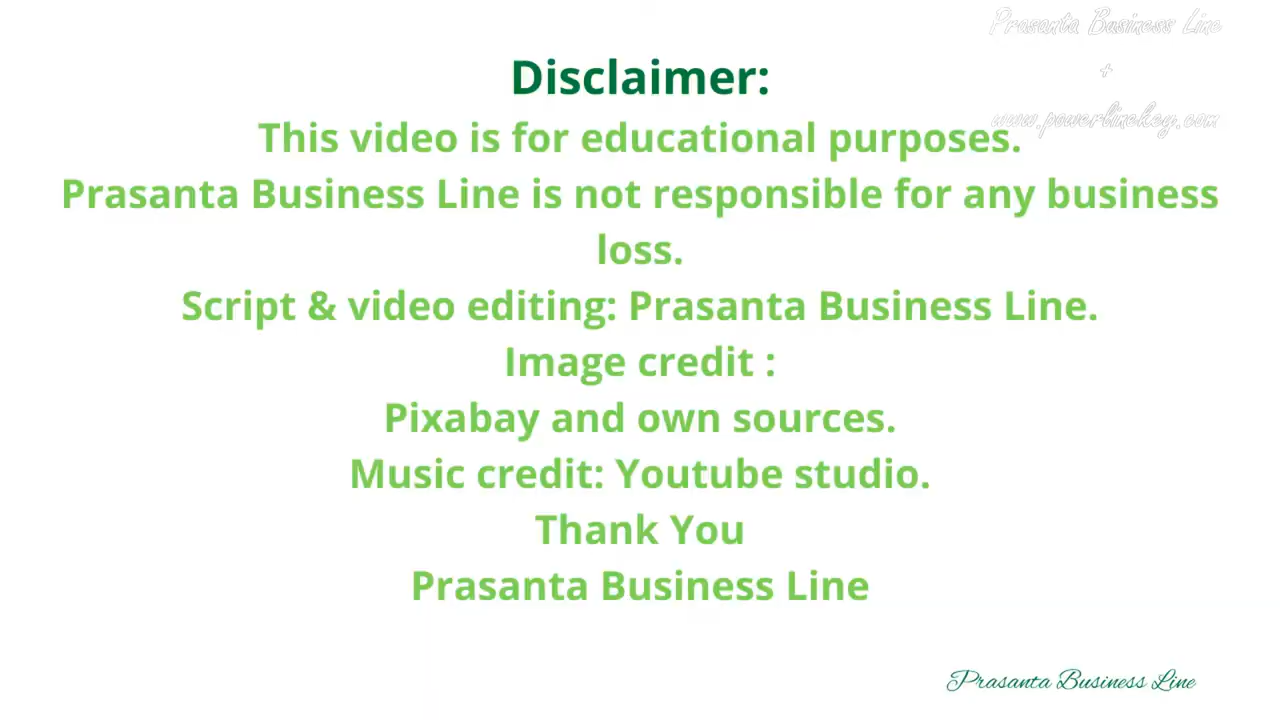 Prasanta Business Line
+
www.powerlinekey.com
Disclaimer:
This video is for educational purposes.
Prasanta Business Line is not responsible for any business
loss.
Script & video editing: Prasanta Business Line.
Image credit :
Pixabay and own sources.
Music credit: Youtube studio.
Thank You
Prasanta Business Line
Prasanta Business Line